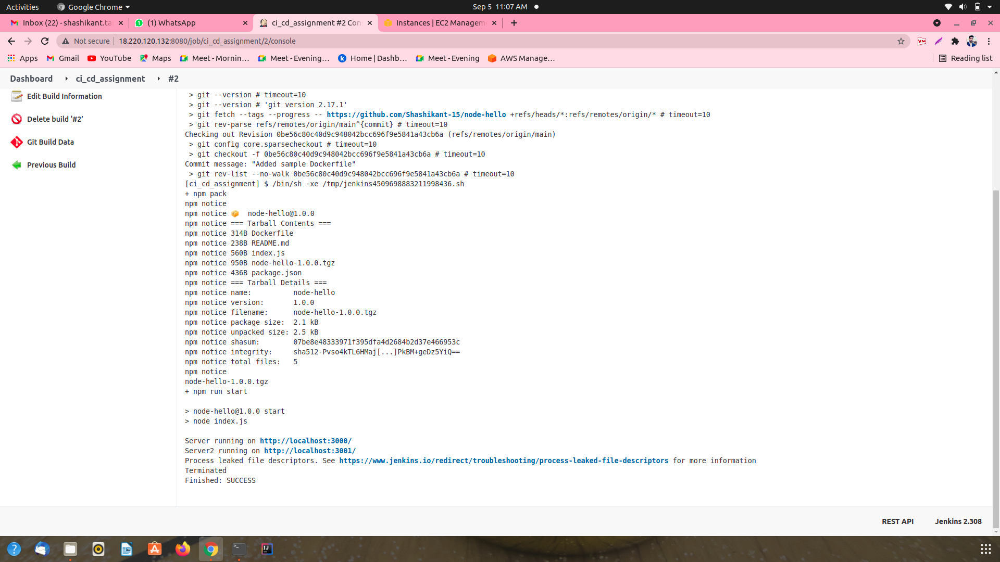 Activities Google Chrome Sep 5 11:07 AM
Inbox (22) - shashikant.ta (1) WhatsApp ci_cd_assignment #2 Con Instances | EC2 Managem
Not secure 18.220.120.132:8080/job/ci_cd_assignment/2/console
Apps Gmail YouTube Maps Meet - Mornin… Meet - Evening… Home | Dashb… Meet - Evening AWS Manage… Reading list
Dashboard ci_cd_assignment #2
Edit Build Information
Delete build ‘#2’
Git Build Data
Previous Build
> git --version # timeout=10
> git --version # 'git version 2.17.1'
> git fetch --tags --progress -- https://github.com/Shashikant-15/node-hello +refs/heads/*:refs/remotes/origin/* # timeout=10
> git rev-parse refs/remotes/origin/main^{commit} # timeout=10
Checking out Revision 0be56c80c40d9c948042bcc696f9e5841a43cb6a (refs/remotes/origin/main)
> git config core.sparsecheckout # timeout=10
> git checkout -f 0be56c80c40d9c948042bcc696f9e5841a43cb6a # timeout=10
Commit message: "Added sample Dockerfile"
> git rev-list --no-walk 0be56c80c40d9c948042bcc696f9e5841a43cb6a # timeout=10
[ci_cd_assignment] $ /bin/sh -xe /tmp/jenkins4509698883211998436.sh
+ npm pack
npm notice
npm notice 📦 node-hello@1.0.0
npm notice === Tarball Contents ===
npm notice 314B Dockerfile
npm notice 238B README.md
npm notice 560B index.js
npm notice 950B node-hello-1.0.0.tgz
npm notice 436B package.json
npm notice === Tarball Details ===
npm notice name: node-hello
npm notice version: 1.0.0
npm notice filename: node-hello-1.0.0.tgz
npm notice package size: 2.1 kB
npm notice unpacked size: 2.5 kB
npm notice shasum: 07be8e48333971f395dfa4d2684b2d37e466953c
npm notice integrity: sha512-Pvso4kTL6HMaj[...]PkBM+geDz5YiQ==
npm notice total files: 5
npm notice
node-hello-1.0.0.tgz
+ npm run start
> node-hello@1.0.0 start
> node index.js
Server running on http://localhost:3000/
Server2 running on http://localhost:3001/
Process leaked file descriptors. See https://www.jenkins.io/redirect/troubleshooting/process-leaked-file-descriptors for more information
Terminated
Finished: SUCCESS
REST API Jenkins 2.308